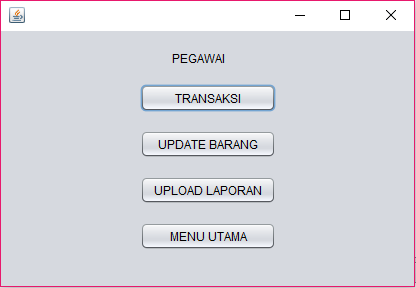 PEGAWAI
TRANSAKSI
UPDATE BARANG
UPLOAD LAPORAN
MENU UTAMA